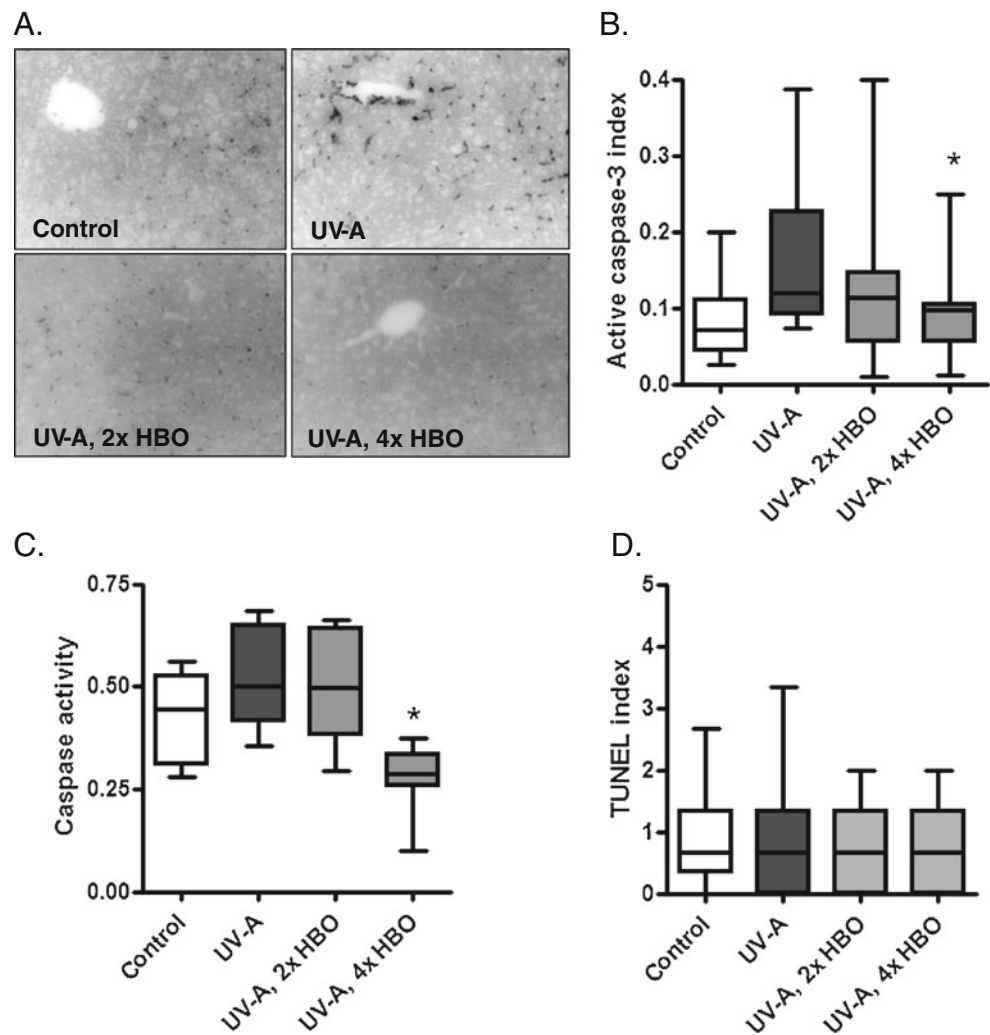 A.
Control
UV-A
UV-A, 2x HBO
UV-A, 4x HBO
B.
Active caspase-3 index
0.4
0.3
0.2
0.1
0.0
*
Control
UV-A
UV-A, 2x HBO
UV-A, 4x HBO
C.
Caspase activity
0.75
0.50
0.25
0.00
*
Control
UV-A
UV-A, 2x HBO
UV-A, 4x HBO
D.
TUNEL index
5
4
3
2
1
0
Control
UV-A
UV-A, 2x HBO
UV-A, 4x HBO